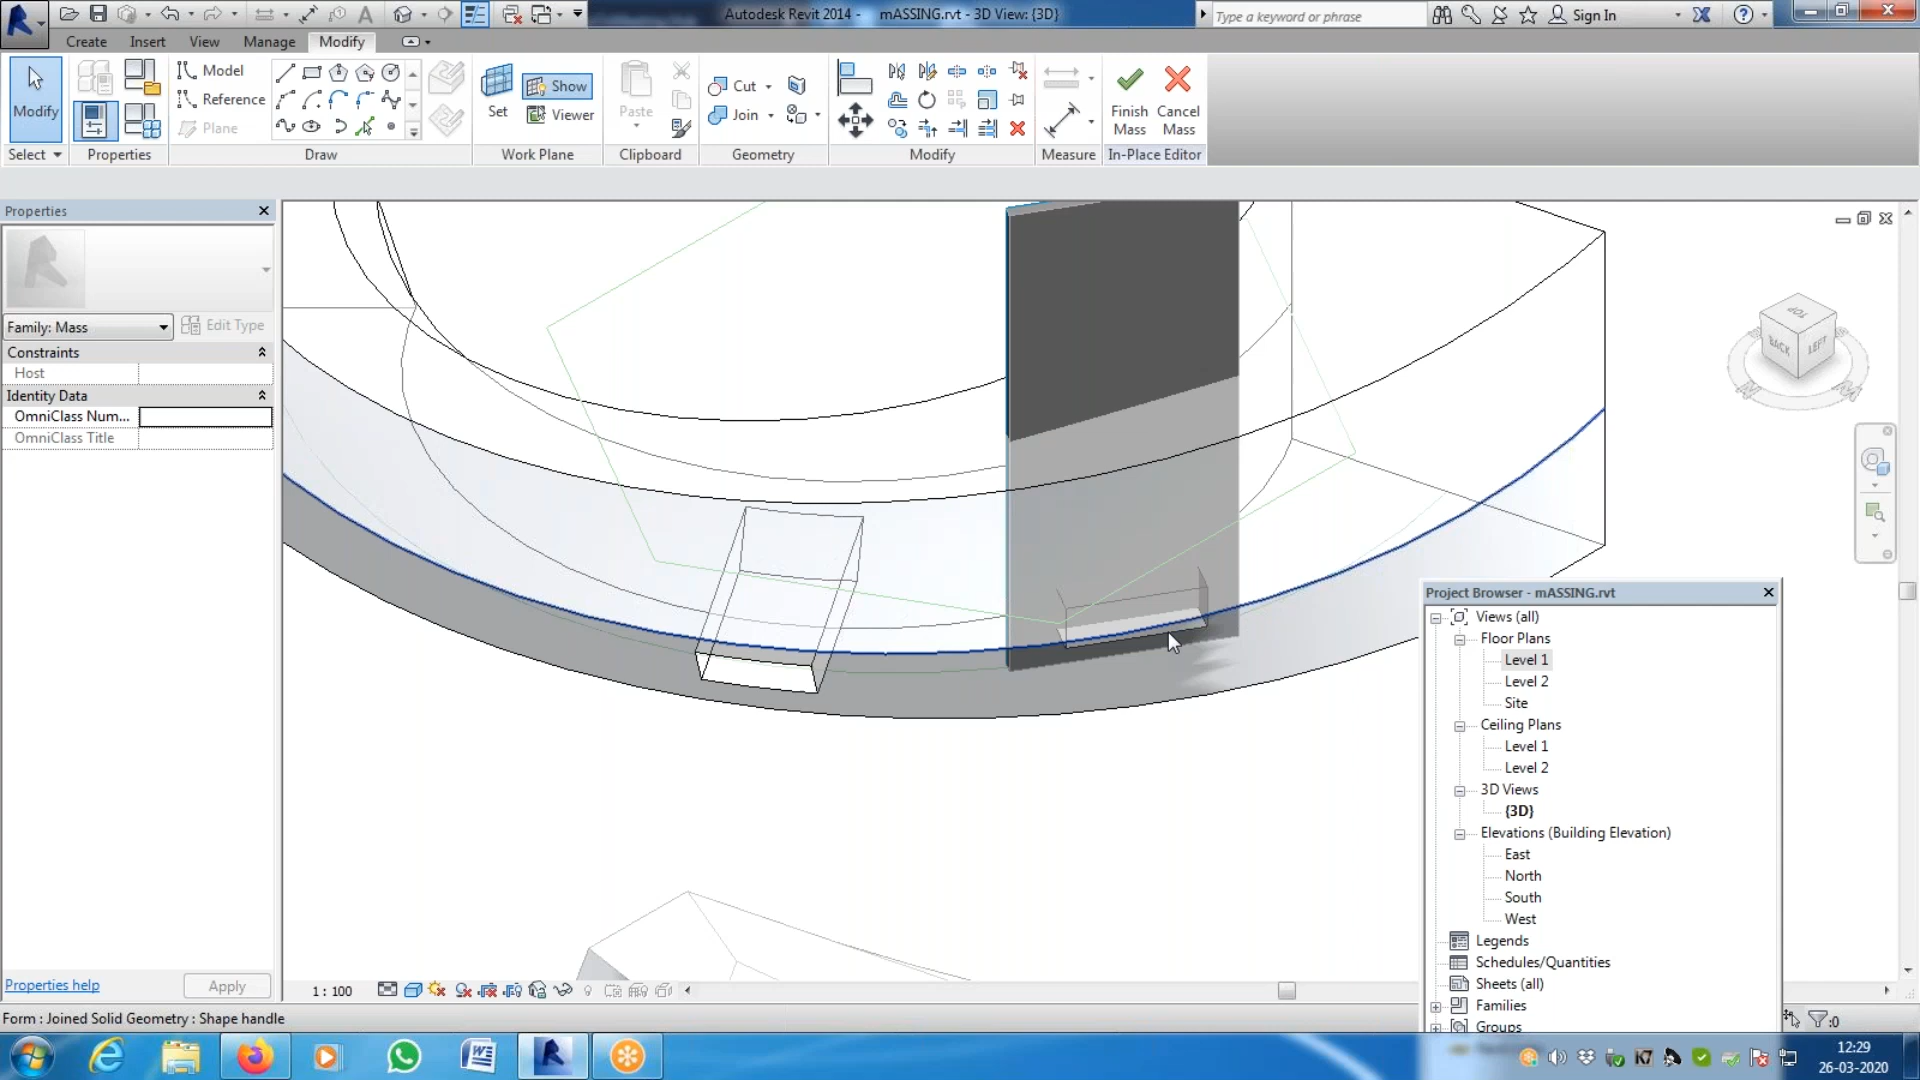 Autodesk Revit 2014 - mASSING.rvt - 3D View: {3D}
Type a keyword or phrase
Sign In
Create Insert View Manage Modify
Modify
Select
Properties
Model
Reference
Plane
Draw
Set
Show
Viewer
Work Plane
Paste
Clipboard
Cut
Join
Geometry
Modify
Measure
Finish Mass
Cancel Mass
In-Place Editor
Properties
Family: Mass
Edit Type
Constraints
Host
Identity Data
OmniClass Num...
OmniClass Title
Properties help
Apply
TOP
BACK
LEFT
Project Browser - mASSING.rvt
Views (all)
Floor Plans
Level 1
Level 2
Site
Ceiling Plans
Level 1
Level 2
3D Views
{3D}
Elevations (Building Elevation)
East
North
South
West
Legends
Schedules/Quantities
Sheets (all)
Families
Groups
1 : 100
Form : Joined Solid Geometry : Shape handle
:0
12:29
26-03-2020